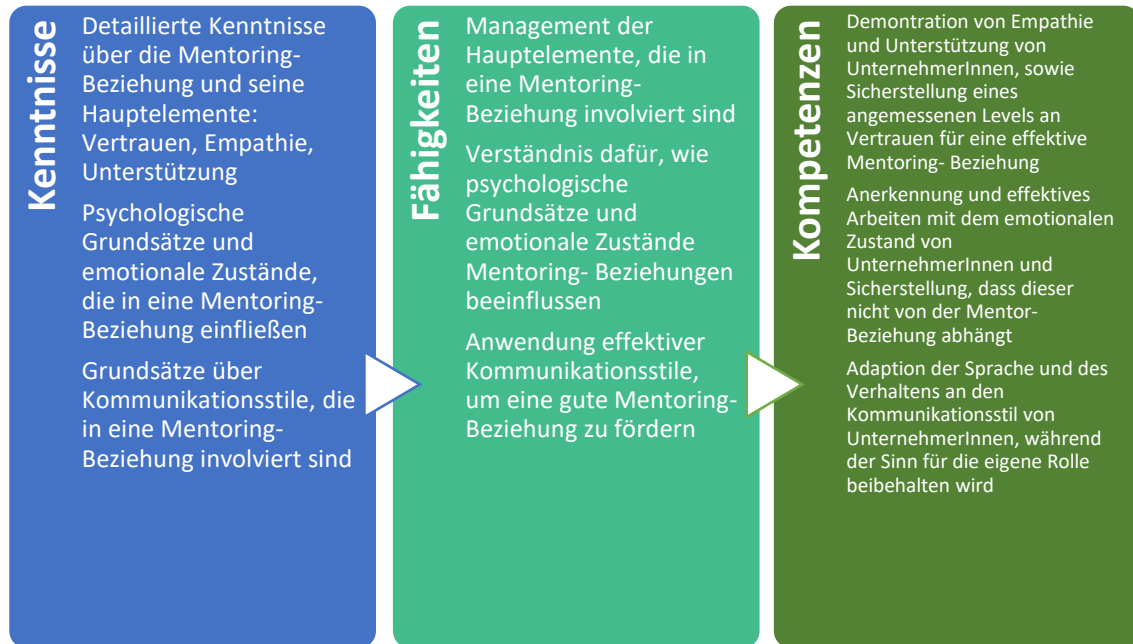 Kenntnisse
Detaillierte Kenntnisse
über die Mentoring-
Beziehung und seine
Hauptelemente:
Vertrauen, Empathie,
Unterstützung
Psychologische
Grundsätze und
emotionale Zustände,
die in eine Mentoring-
Beziehung einfließen
Grundsätze über
Kommunikationsstile, die
in eine Mentoring-
Beziehung involviert sind
Fähigkeiten
Management der
Hauptelemente, die in
eine Mentoring-
Beziehung involviert sind
Verständnis dafür, wie
psychologische
Grundsätze und
emotionale Zustände
Mentoring- Beziehungen
beeinflussen
Anwendung effektiver
Kommunikationsstile,
um eine gute Mentoring-
Beziehung zu fördern
Kompetenzen
Demontration von Empathie
und Unterstützung von
UnternehmerInnen, sowie
Sicherstellung eines
angemessenen Levels an
Vertrauen für eine effektive
Mentoring- Beziehung
Anerkennung und effektives
Arbeiten mit dem emotionalen
Zustand von
UnternehmerInnen und
Sicherstellung, dass dieser
nicht von der Mentor-
Beziehung abhängt
Adaption der Sprache und des
Verhaltens an den
Kommunikationsstil von
UnternehmerInnen, während
der Sinn für die eigene Rolle
beibehalten wird